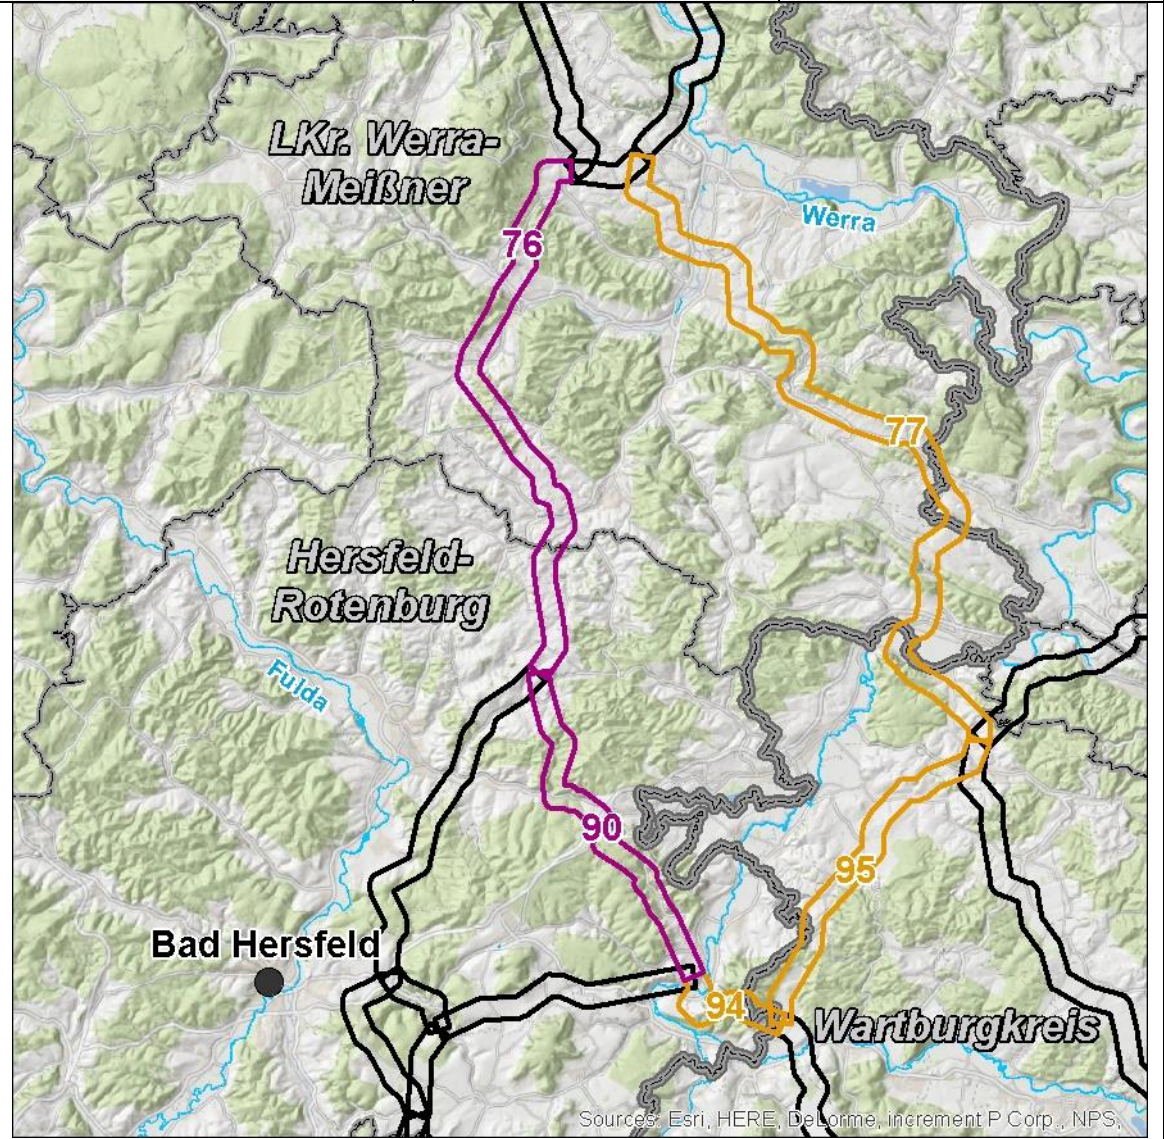 LKr. Werra-
Meißner
Werra
76
77
Hersfeld-
Rotenburg
Fulda
90
95
Bad Hersfeld
94
Wartburgkreis
Sources: Esri, HERE, DeLorme, increment P Corp., NPS,